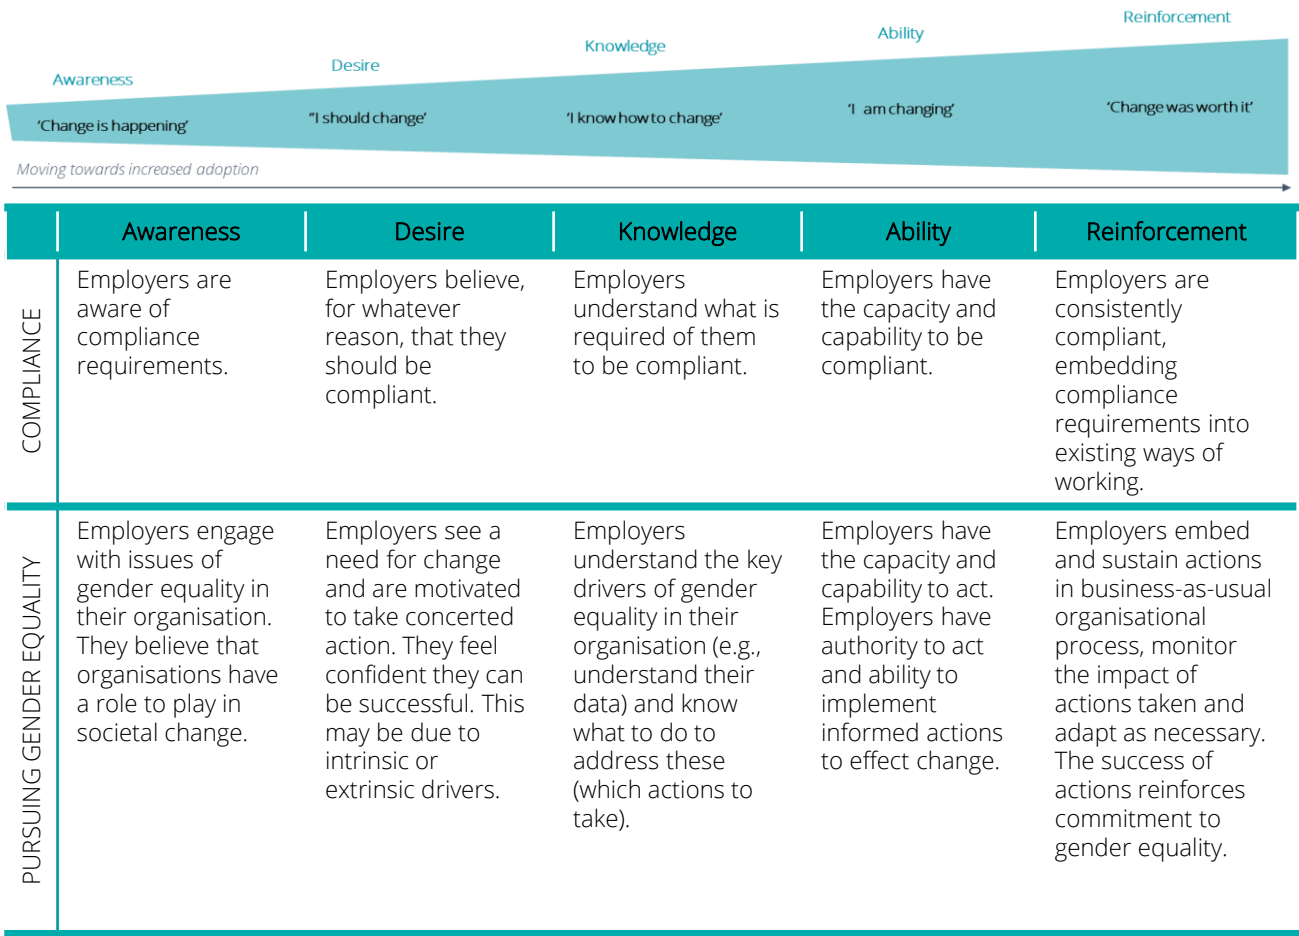 Awareness
Desire
Knowledge
Ability
Reinforcement
‘Change is happening’
“I should change’
‘I know how to change’
‘I am changing’
‘Change was worth it’
Moving towards increased adoption
Awareness
Desire
Knowledge
Ability
Reinforcement
COMPLIANCE
Employers are
aware of
compliance
requirements.
Employers believe,
for whatever
reason, that they
should be
compliant.
Employers
understand what is
required of them
to be compliant.
Employers have
the capacity and
capability to be
compliant.
Employers are
consistently
compliant,
embedding
compliance
requirements into
existing ways of
working.
PURSUING GENDER EQUALITY
Employers engage
with issues of
gender equality in
their organisation.
They believe that
organisations have
a role to play in
societal change.
Employers see a
need for change
and are motivated
to take concerted
action. They feel
confident they can
be successful. This
may be due to
intrinsic or
extrinsic drivers.
Employers
understand the key
drivers of gender
equality in their
organisation (e.g.,
understand their
data) and know
what to do to
address these
(which actions to
take).
Employers have
the capacity and
capability to act.
Employers have
authority to act
and ability to
implement
informed actions
to effect change.
Employers embed
and sustain actions
in business-as-usual
organisational
process, monitor
the impact of
actions taken and
adapt as necessary.
The success of
actions reinforces
commitment to
gender equality.